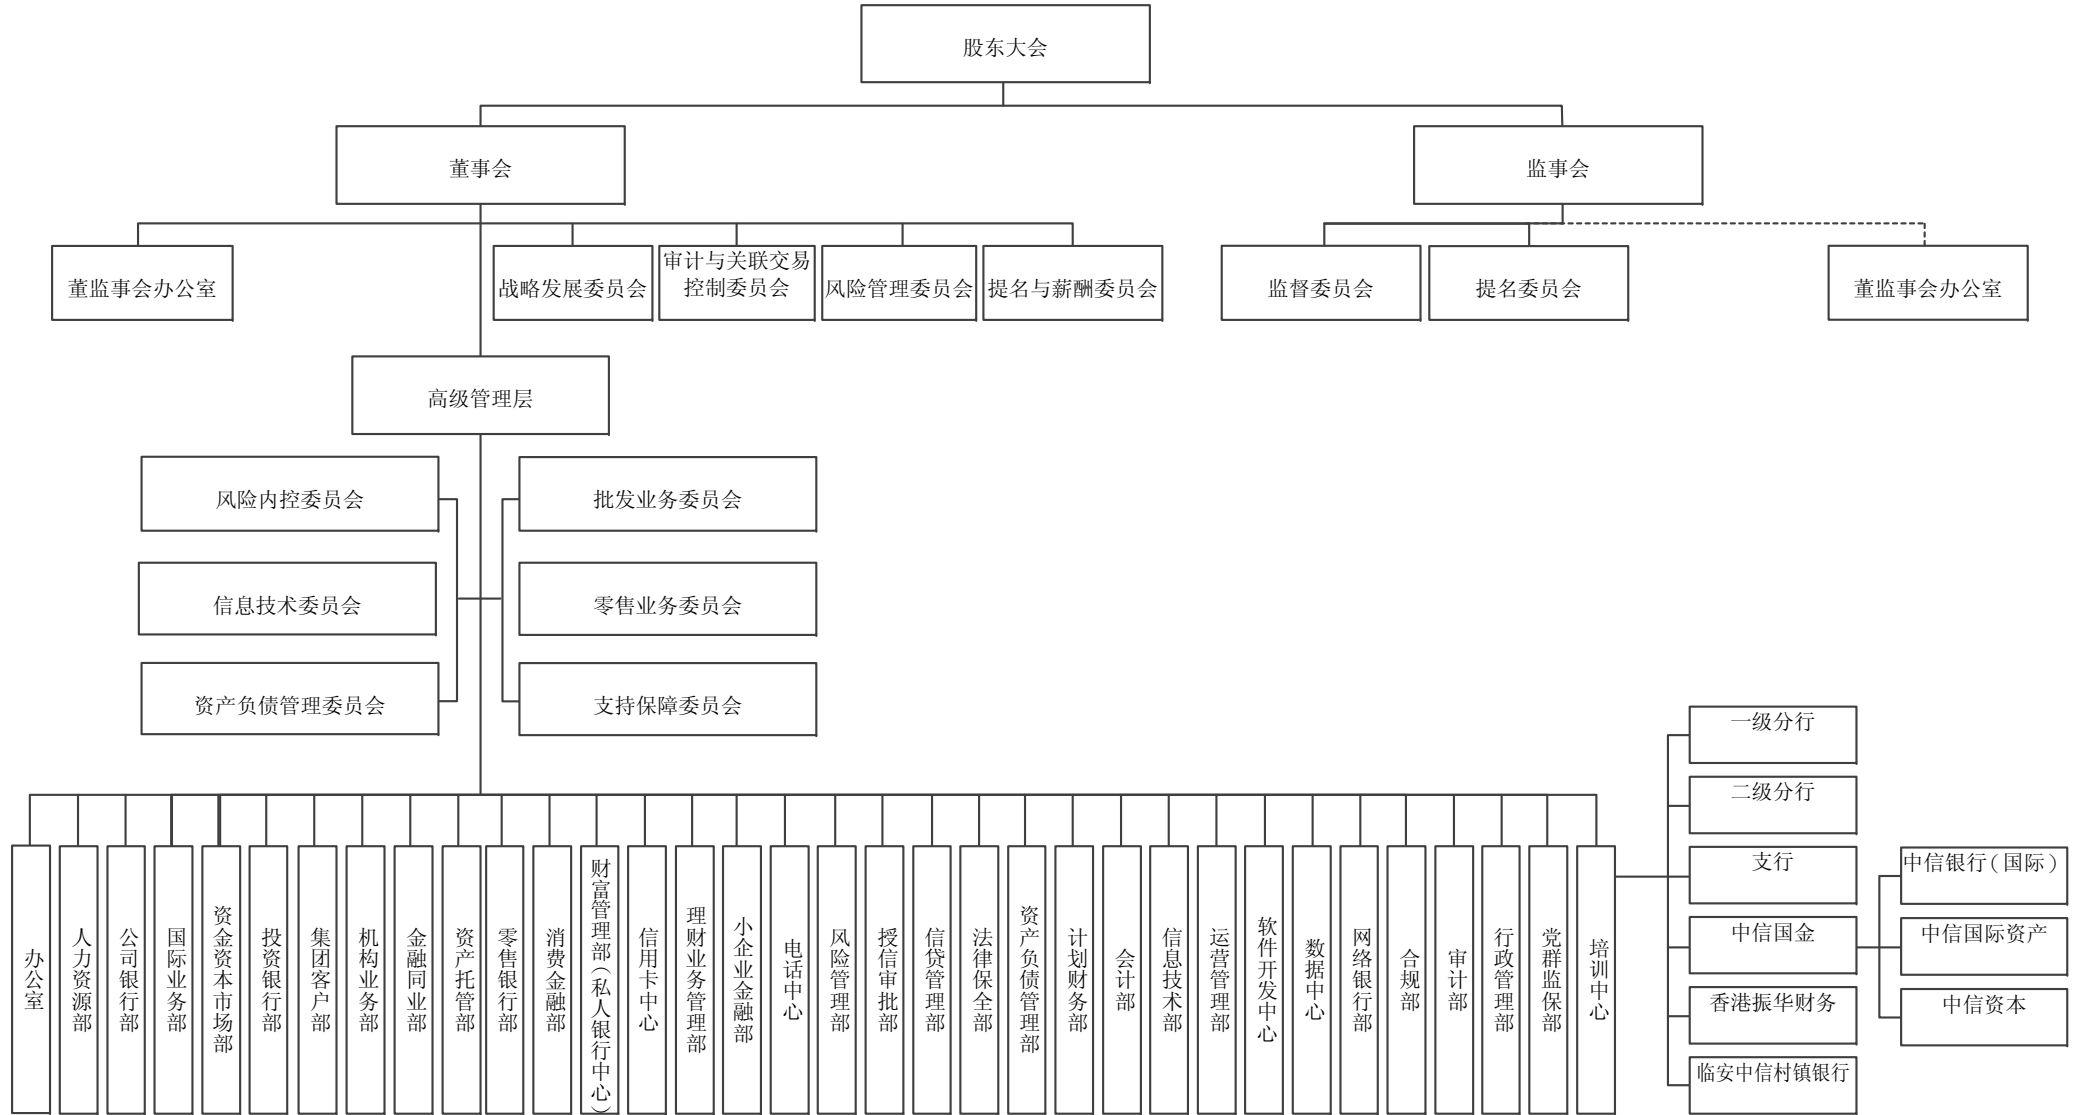 股东大会
董事会
监事会
董监事会办公室
战略发展委员会
审计与关联交易
控制委员会
风险管理委员会
提名与薪酬委员会
监督委员会
提名委员会
董监事会办公室
高级管理层
风险内控委员会
批发业务委员会
信息技术委员会
零售业务委员会
资产负债管理委员会
支持保障委员会
办公室
人力资源部
公司银行部
国际业务部
资金资本市场部
投资银行部
集团客户部
机构业务部
金融同业部
资产托管部
零售银行部
消费金融部
财富管理部(私人银行中心)
信用卡中心
理财业务管理部
小企业金融部
电话中心
风险管理部
授信审批部
信贷管理部
法律保全部
资产负债管理部
计划财务部
会计部
信息技术部
运营管理部
软件开发中心
数据中心
网络银行部
合规部
审计部
行政管理部
党群监保部
培训中心
一级分行
二级分行
支行
中信国金
香港振华财务
临安中信村镇银行
中信银行(国际)
中信国际资产
中信资本